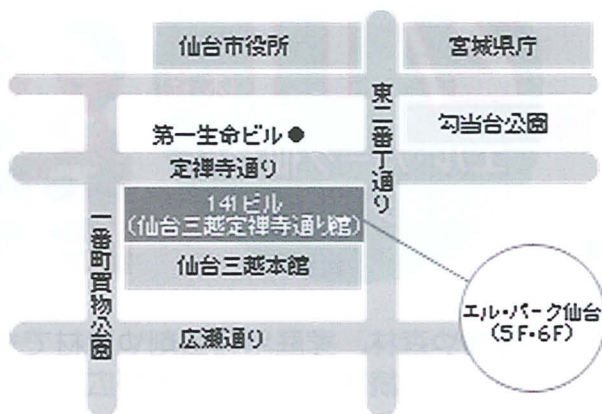 仙台市役所
宮城県庁
東二番丁通り
勾当台公園
第一生命ビル
定禅寺通り
141ビル
(仙台三越定禅寺通り館)
一番町買物公園
仙台三越本館
エル・パーク仙台
(5F・6F)
広瀬通り